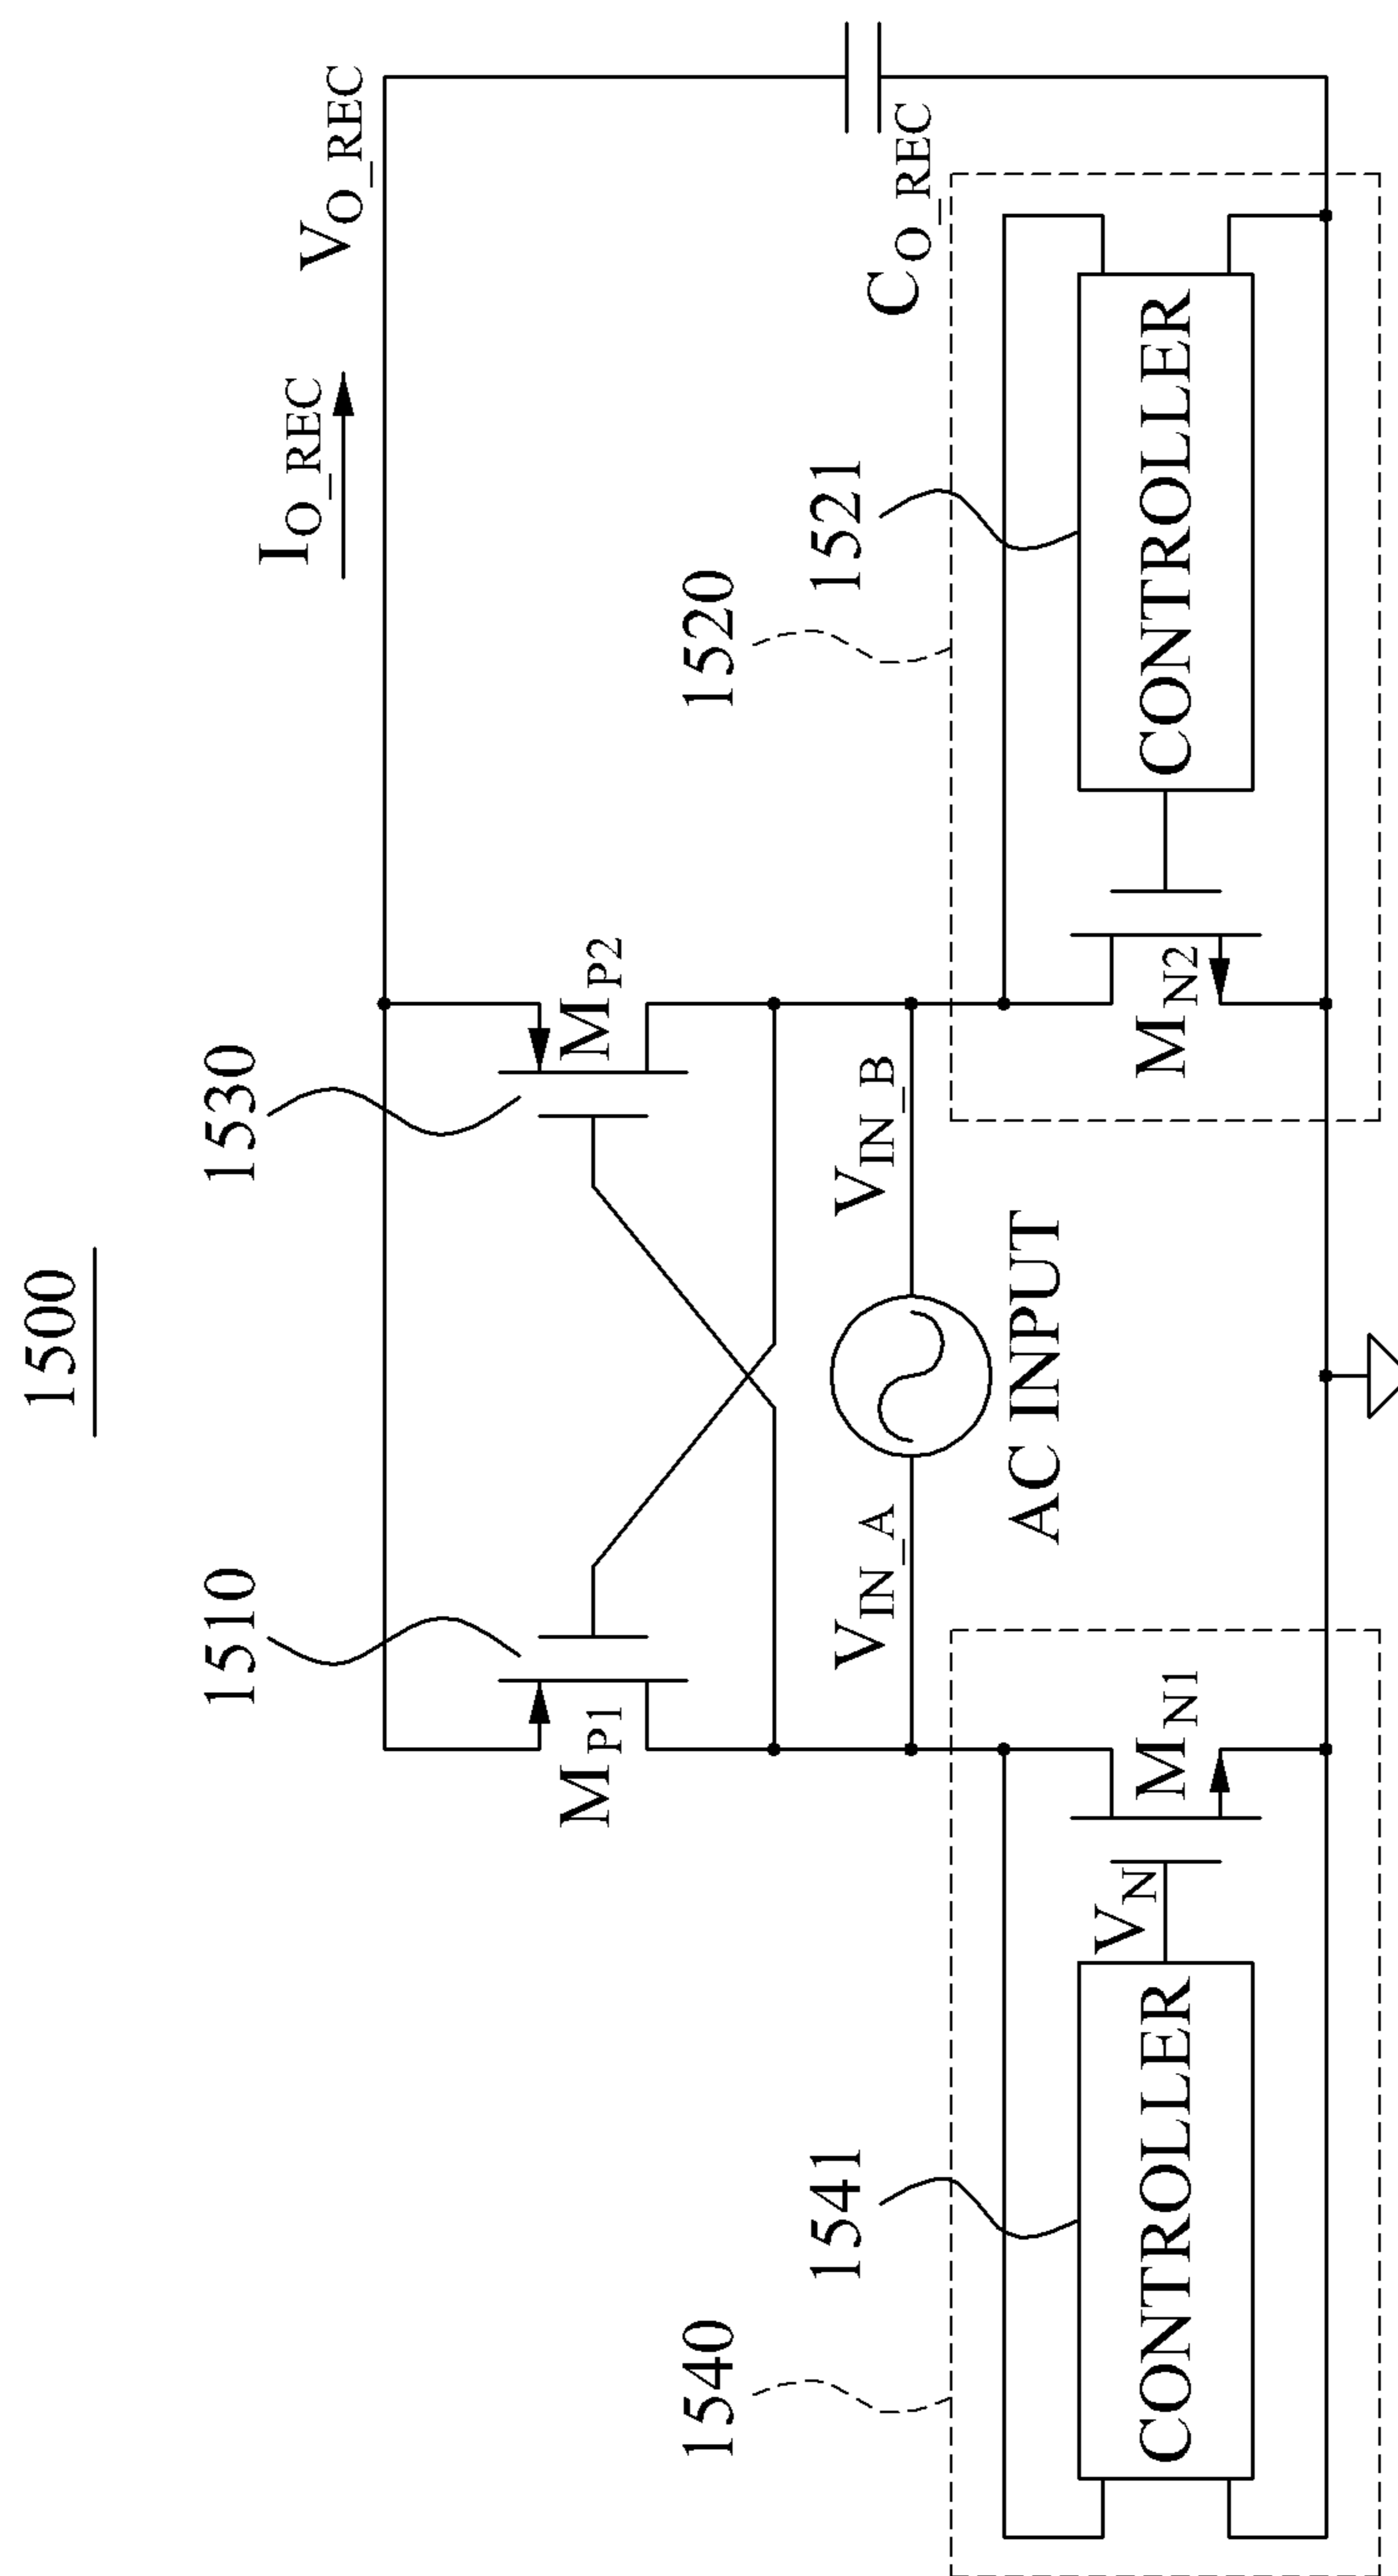 1500
I_O_REC
V_O_REC
1510
1530
M_P1
M_P2
1520
1540
1541
1521
V_IN_A
V_IN_B
C_O_REC
AC INPUT
V_N
M_N1
M_N2
CONTROLLER
CONTROLLER